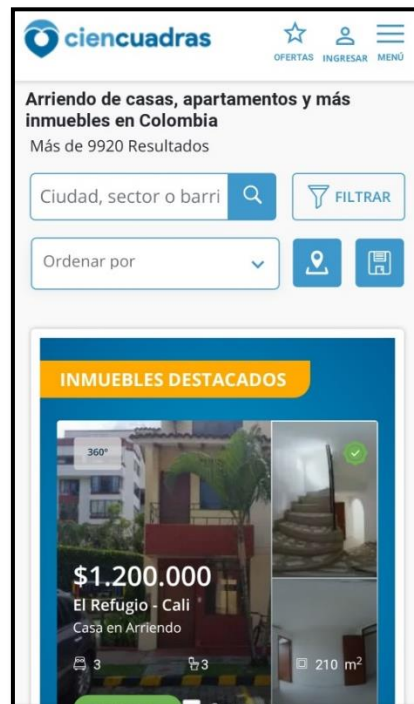 ciencuadras
OFERTAS INGRESAR MENÚ
Arriendo de casas, apartamentos y más
inmuebles en Colombia
Más de 9920 Resultados
Ciudad, sector o barri
FILTRAR
Ordenar por
INMUEBLES DESTACADOS
360°
$1.200.000
El Refugio - Cali
Casa en Arriendo
3 3 210 m²